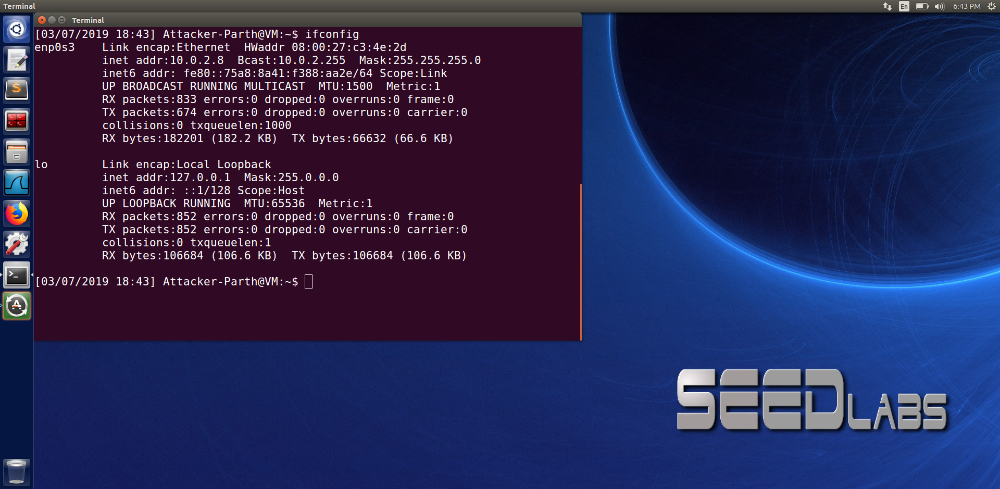 Terminal
En
6:43 PM
Terminal
[03/07/2019 18:43] Attacker-Parth@VM:~$ ifconfig
enp0s3    Link encap:Ethernet  HWaddr 08:00:27:c3:4e:2d
          inet addr:10.0.2.8  Bcast:10.0.2.255  Mask:255.255.255.0
          inet6 addr: fe80::75a8:8a41:f388:aa2e/64 Scope:Link
          UP BROADCAST RUNNING MULTICAST  MTU:1500  Metric:1
          RX packets:833 errors:0 dropped:0 overruns:0 frame:0
          TX packets:674 errors:0 dropped:0 overruns:0 carrier:0
          collisions:0 txqueuelen:1000
          RX bytes:182201 (182.2 KB)  TX bytes:66632 (66.6 KB)
lo        Link encap:Local Loopback
          inet addr:127.0.0.1  Mask:255.0.0.0
          inet6 addr: ::1/128 Scope:Host
          UP LOOPBACK RUNNING  MTU:65536  Metric:1
          RX packets:852 errors:0 dropped:0 overruns:0 frame:0
          TX packets:852 errors:0 dropped:0 overruns:0 carrier:0
          collisions:0 txqueuelen:1
          RX bytes:106684 (106.6 KB)  TX bytes:106684 (106.6 KB)
[03/07/2019 18:43] Attacker-Parth@VM:~$
SEEDLABS